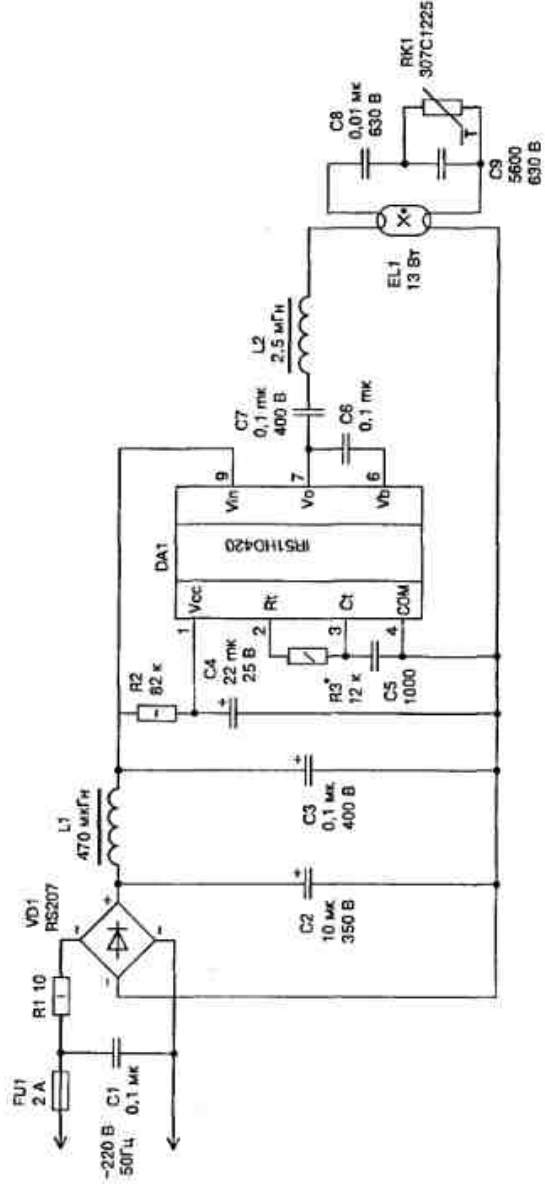 FU1
2 А
~220 В
50Гц
C1
0,1 мк
R1 10
VD1
RS207
L1
470 мкГн
C2
10 мк
350 В
C3
0,1 мк
400 В
R2
82 к
C4
22 mк
25 В
R3*
12 к
C5
1000
DA1
IR51HD420
1
Vcc
2
Rt
3
Ct
4
COM
9
Vin
7
Vo
6
Vb
C7
0,1 mк
400 В
C6
0,1 mк
L2
2,5 мГн
EL1
13 Вт
C8
0,01 мк
630 В
C9
5600
630 В
RK1
307C1225
T